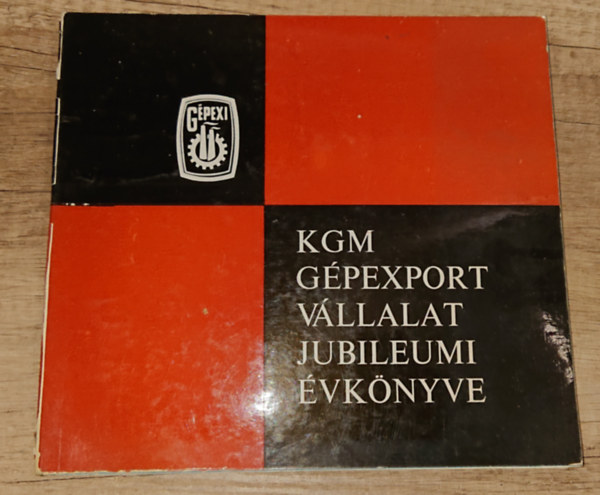 GÉPEXI
KGM
GÉPEXPORT
VÁLLALAT
JUBILEUMI
ÉVKÖNYVE